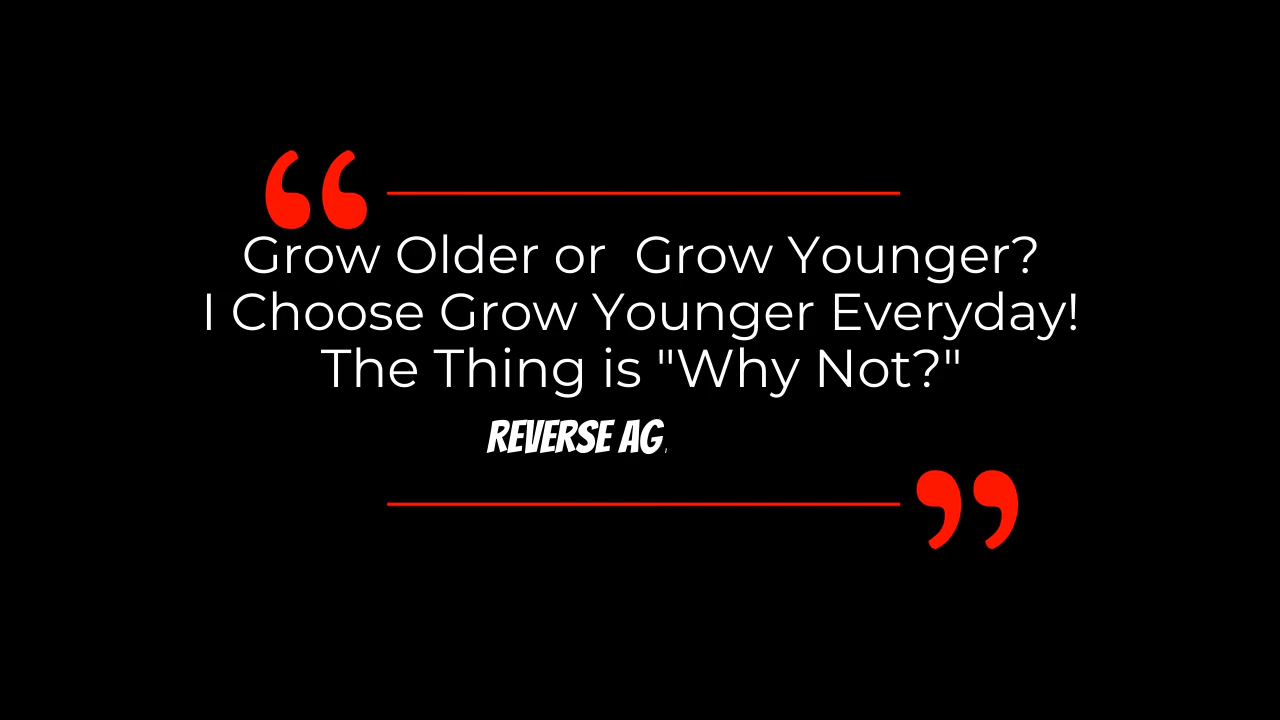 Grow Older or  Grow Younger?
I Choose Grow Younger Everyday!
The Thing is "Why Not?"
REVERSE AG